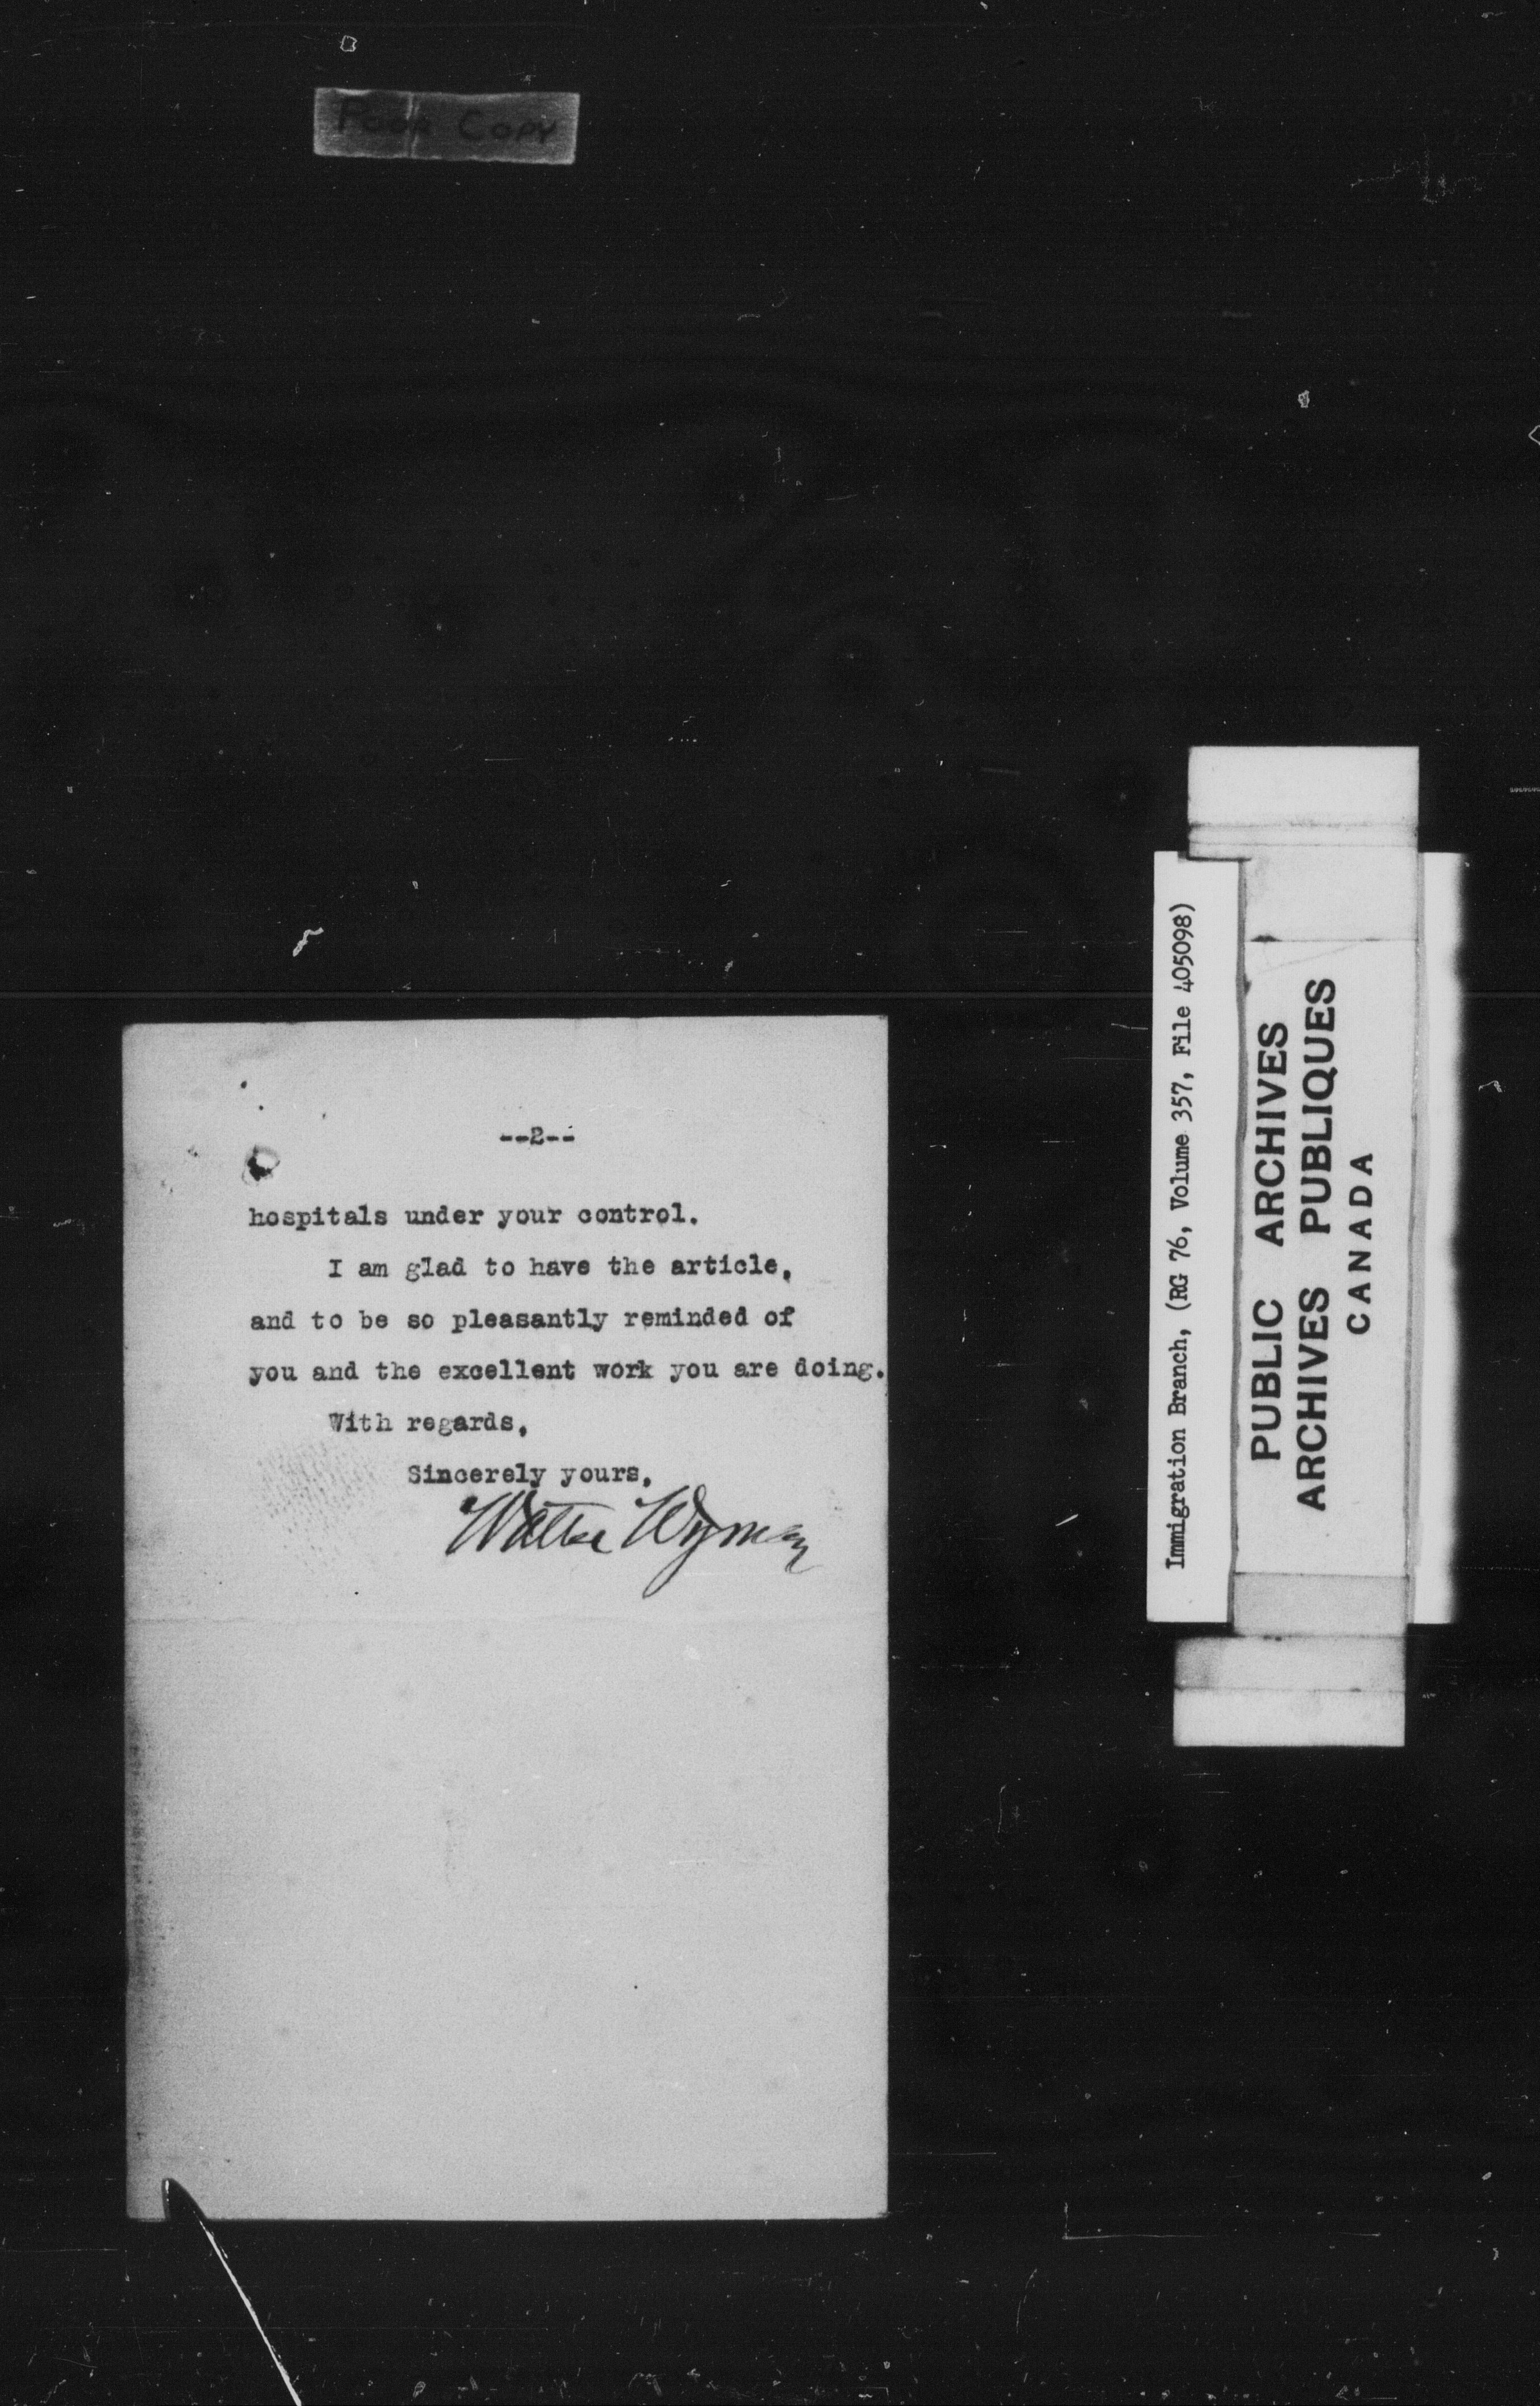 Poor Copy
--2--
hospitals under your control.
I am glad to have the article,
and to be so pleasantly reminded of
you and the excellent work you are doing.
With regards,
Sincerely yours,
Walter Wyman
Immigration Branch, (RG 76, Volume 357, File 405098)
PUBLIC ARCHIVES
ARCHIVES PUBLIQUES
CANADA